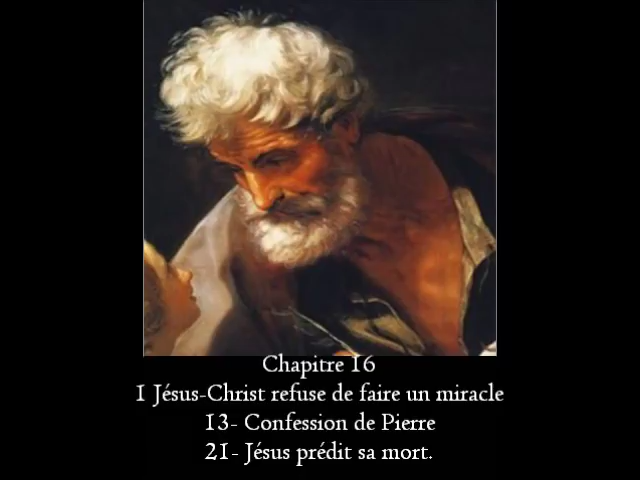 Chapitre 16
1 Jésus-Christ refuse de faire un miracle
13- Confession de Pierre
21- Jésus prédit sa mort.